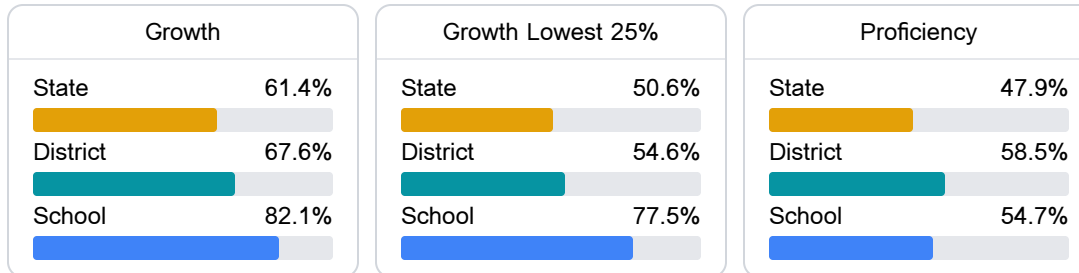 Growth
State 61.4%
District 67.6%
School 82.1%
Growth Lowest 25%
State 50.6%
District 54.6%
School 77.5%
Proficiency
State 47.9%
District 58.5%
School 54.7%